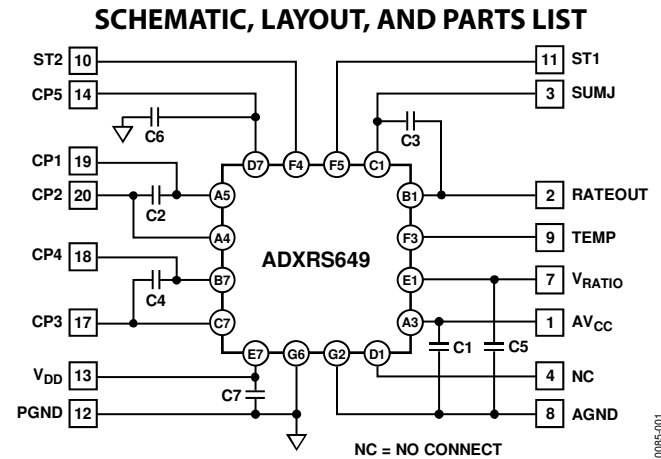 SCHEMATIC, LAYOUT, AND PARTS LIST
ST2 10
11 ST1
CP5 14
3 SUMJ
C6
C3
CP1 19
D7 F4 F5 C1
CP2 20
C2
A5
B1
2 RATEOUT
A4
F3
9 TEMP
ADXRS649
CP4 18
C4
B7
E1
7 VRATIO
CP3 17
C7
A3
1 AVCC
E7 G6 G2 D1
C1
C5
VDD 13
C7
4 NC
PGND 12
8 AGND
NC = NO CONNECT
0085-001